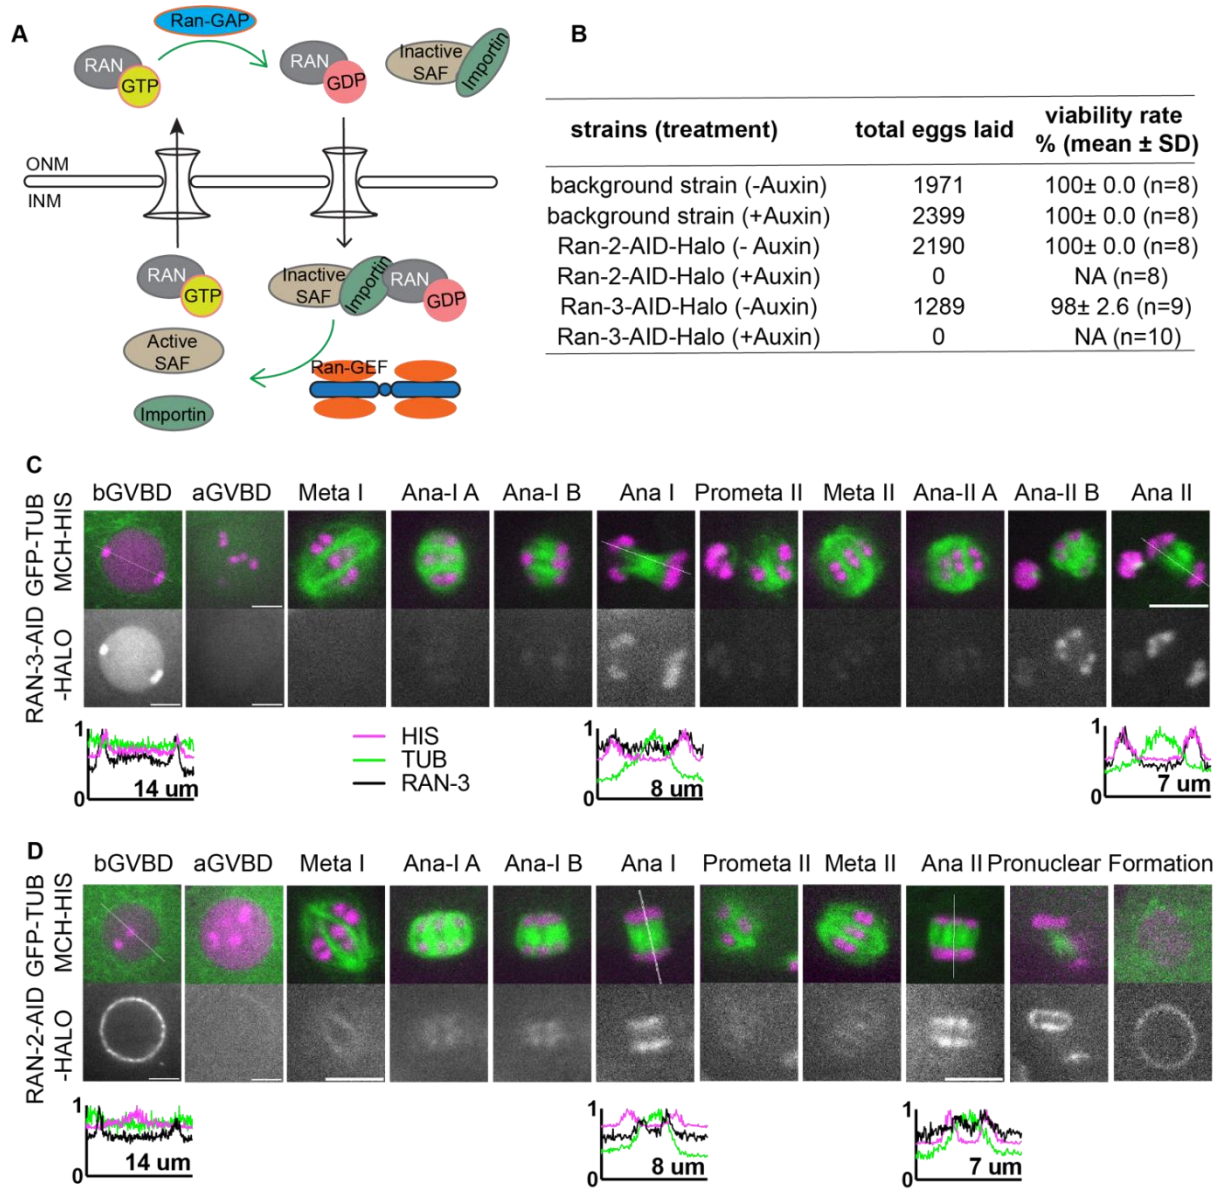 A
Ran-GAP
RAN
GTP
RAN
GDP
Inactive
SAF
Importin
ONM
INM
RAN
GTP
Inactive
SAF
Importin
RAN
GDP
Active
SAF
Ran-GEF
Importin
B
strains (treatment) total eggs laid viability rate
% (mean ± SD)
background strain (-Auxin) 1971 100± 0.0 (n=8)
background strain (+Auxin) 2399 100± 0.0 (n=8)
Ran-2-AID-Halo (- Auxin) 2190 100± 0.0 (n=8)
Ran-2-AID-Halo (+Auxin) 0 NA (n=8)
Ran-3-AID-Halo (-Auxin) 1289 98± 2.6 (n=9)
Ran-3-AID-Halo (+Auxin) 0 NA (n=10)
C
bGVBD aGVBD Meta I Ana-I A Ana-I B Ana I Prometa II Meta II Ana-II A Ana-II B Ana II
RAN-3-AID GFP-TUB
-HALO MCH-HIS
1
0
14 um
HIS
TUB
RAN-3
1
0
8 um
1
0
7 um
D
bGVBD aGVBD Meta I Ana-I A Ana-I B Ana I Prometa II Meta II Ana II Pronuclear Formation
RAN-2-AID GFP-TUB
-HALO MCH-HIS
1
0
14 um
1
0
8 um
1
0
7 um